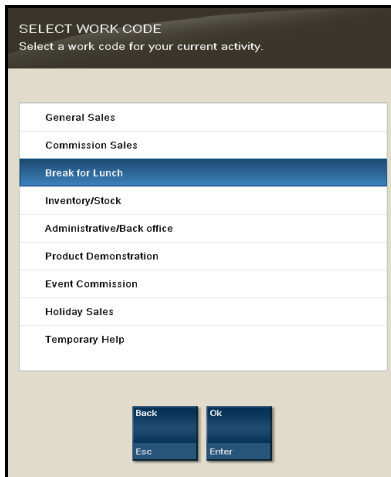 SELECT WORK CODE
Select a work code for your current activity.
General Sales
Commission Sales
Break for Lunch
Inventory/Stock
Administrative/Back office
Product Demonstration
Event Commission
Holiday Sales
Temporary Help
Back Ok
Esc Enter